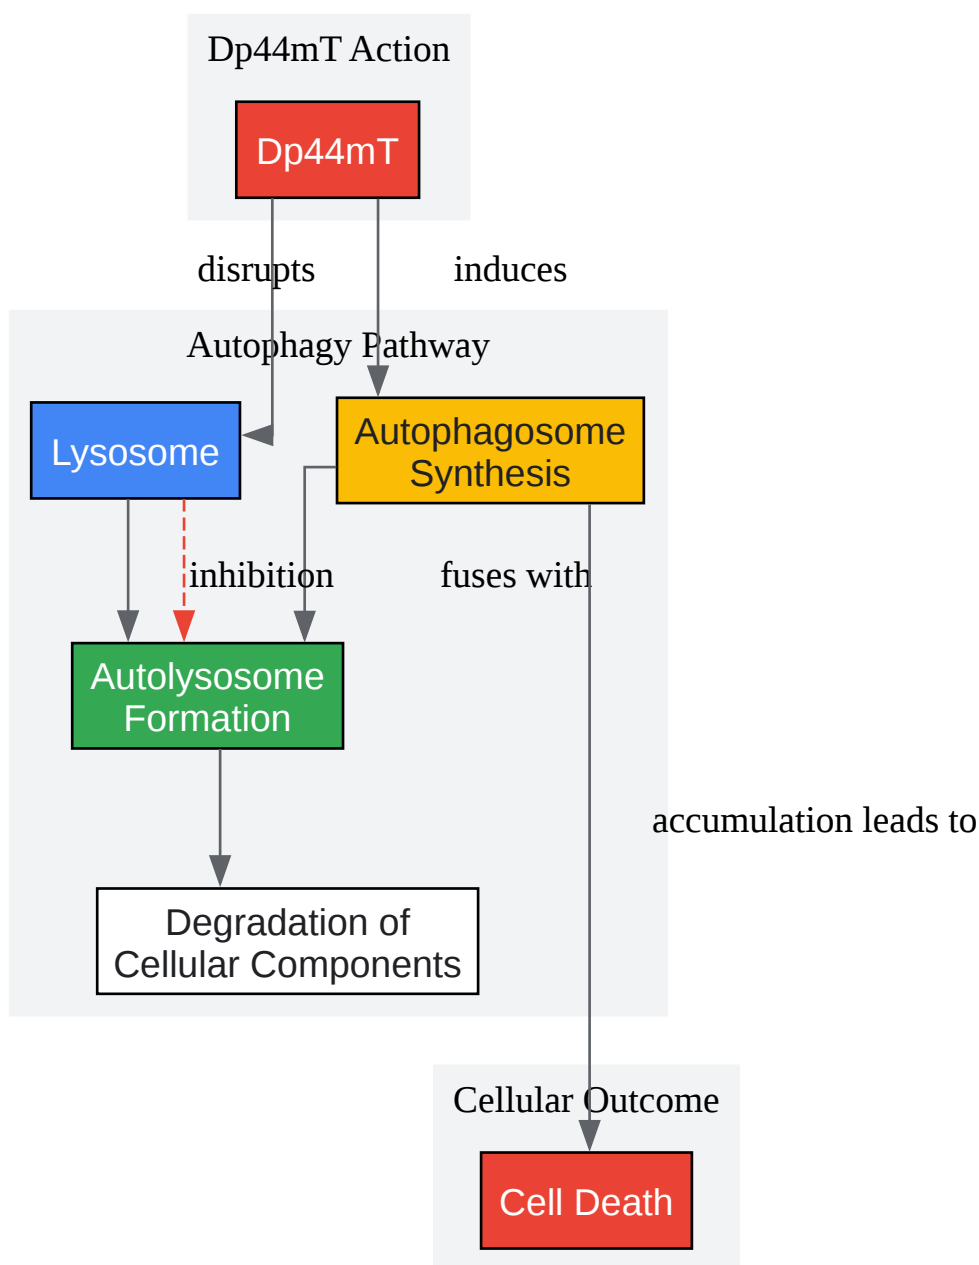 Dp44mT Action
Dp44mT
disrupts
induces
Autophagy Pathway
Lysosome
Autophagosome
Synthesis
inhibition
fuses with
Autolysosome
Formation
accumulation leads to
Degradation of
Cellular Components
Cellular Outcome
Cell Death